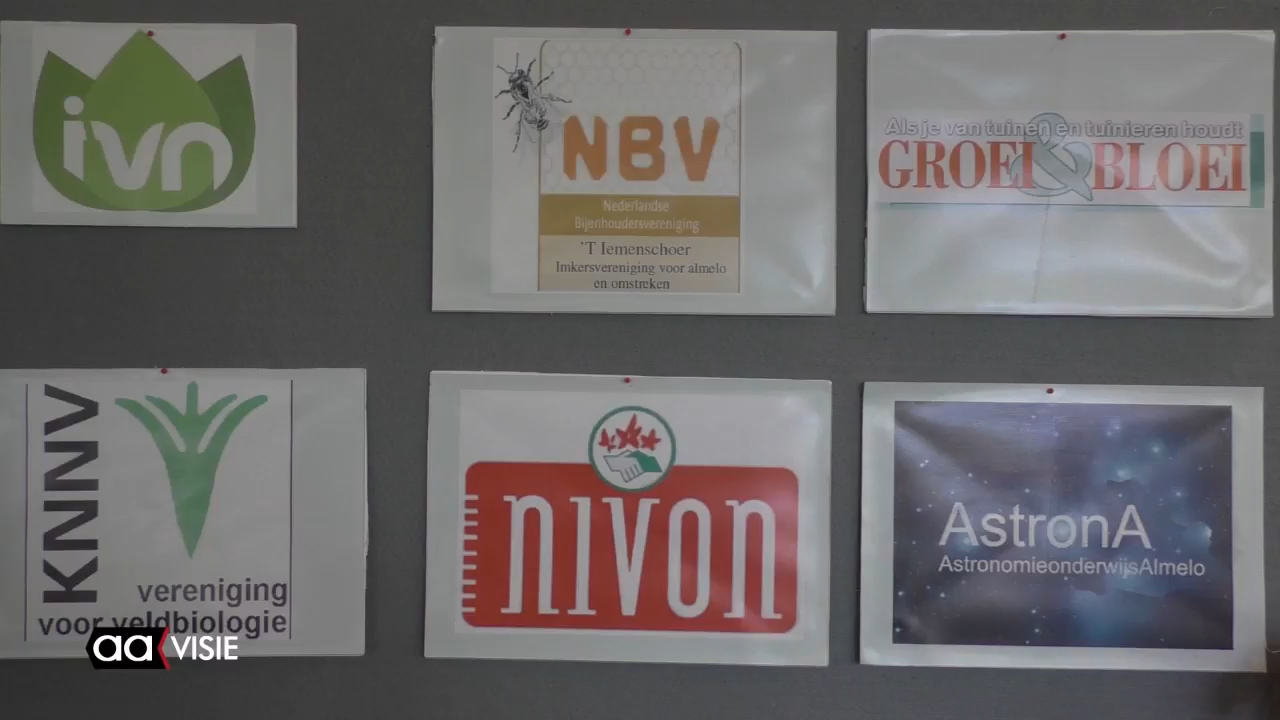 ivn
NBV
Nederlandse
Bijenhoudersvereniging
'T Iemenschoer
Imkersvereniging voor almelo
en omstreken
Als je van tuinen en tuinieren houdt
GROEI & BLOEI
KNNV
vereniging
voor veldbiologie
nivon
AstronA
AstronomieonderwijsAlmelo
aa VISIE